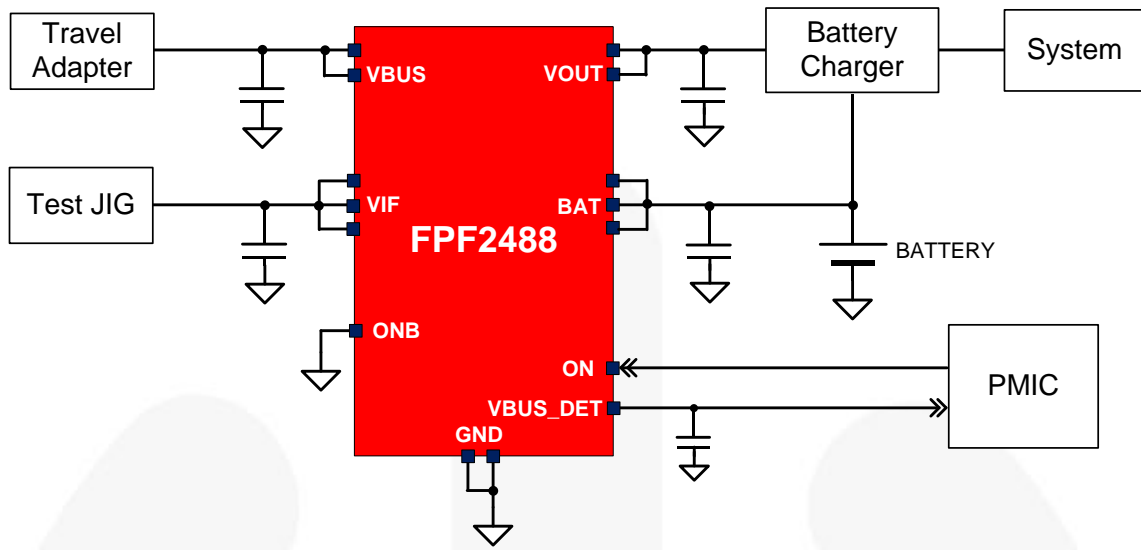 Travel
Adapter
VBUS
VOUT
Battery
Charger
System
Test JIG
VIF
BAT
FPF2488
BATTERY
ONB
ON
VBUS_DET
GND
PMIC